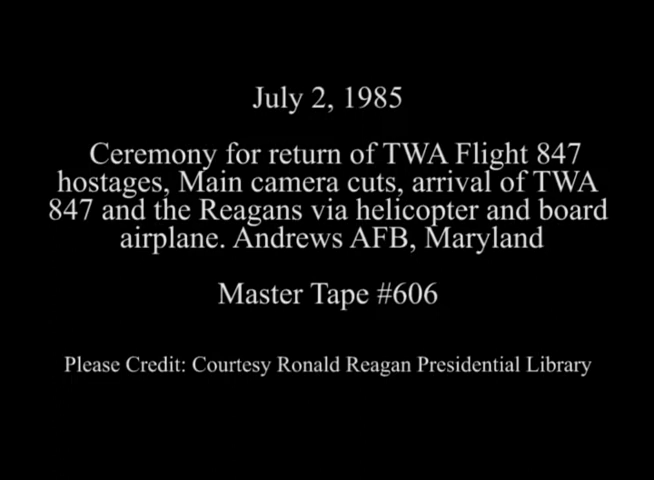 July 2, 1985
Ceremony for return of TWA Flight 847
hostages, Main camera cuts, arrival of TWA
847 and the Reagans via helicopter and board
airplane. Andrews AFB, Maryland
Master Tape #606
Please Credit: Courtesy Ronald Reagan Presidential Library